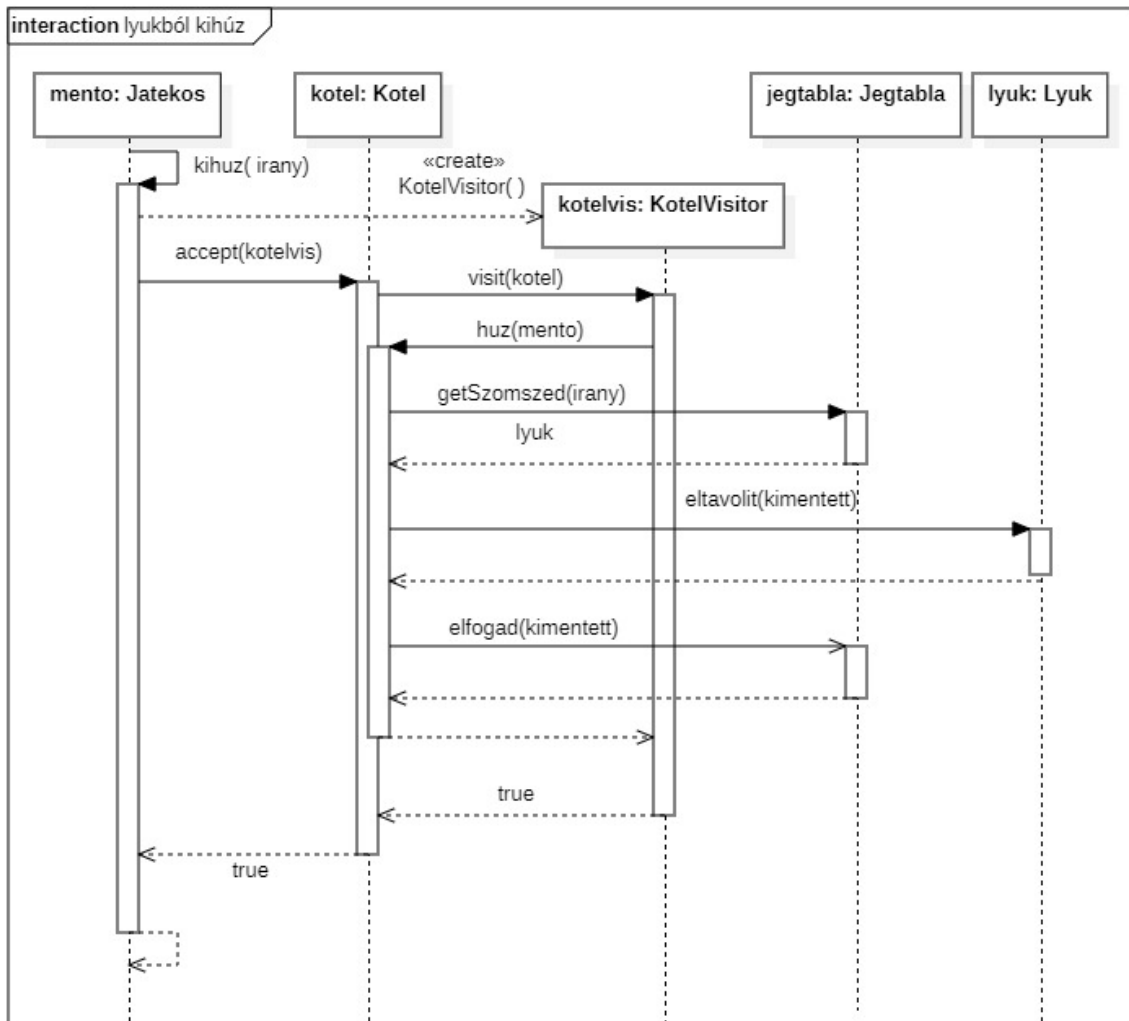 interaction lyukból kihúz
mento: Jatekos
kotel: Kotel
jegtabla: Jegtabla
lyuk: Lyuk
kihuz( irany)
«create»
KotelVisitor( )
kotelvis: KotelVisitor
accept(kotelvis)
visit(kotel)
huz(mento)
getSzomszed(irany)
lyuk
eltavolit(kimentett)
elfogad(kimentett)
true
true